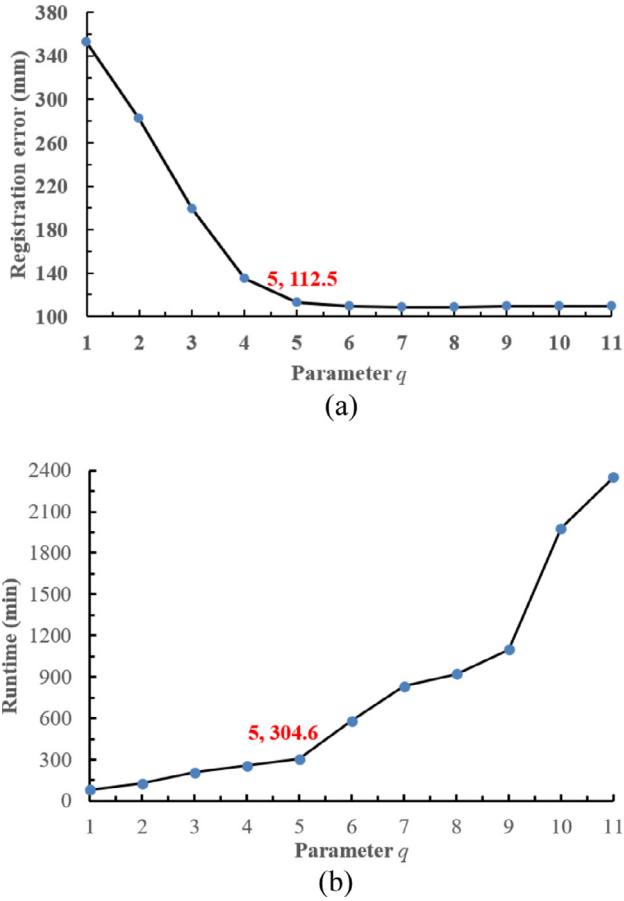 380
340
300
260
220
180
140
100
Registration error (mm)
5, 112.5
1 2 3 4 5 6 7 8 9 10 11
Parameter q
(a)
2400
2100
1800
1500
1200
900
600
300
0
Runtime (min)
5, 304.6
1 2 3 4 5 6 7 8 9 10 11
Parameter q
(b)